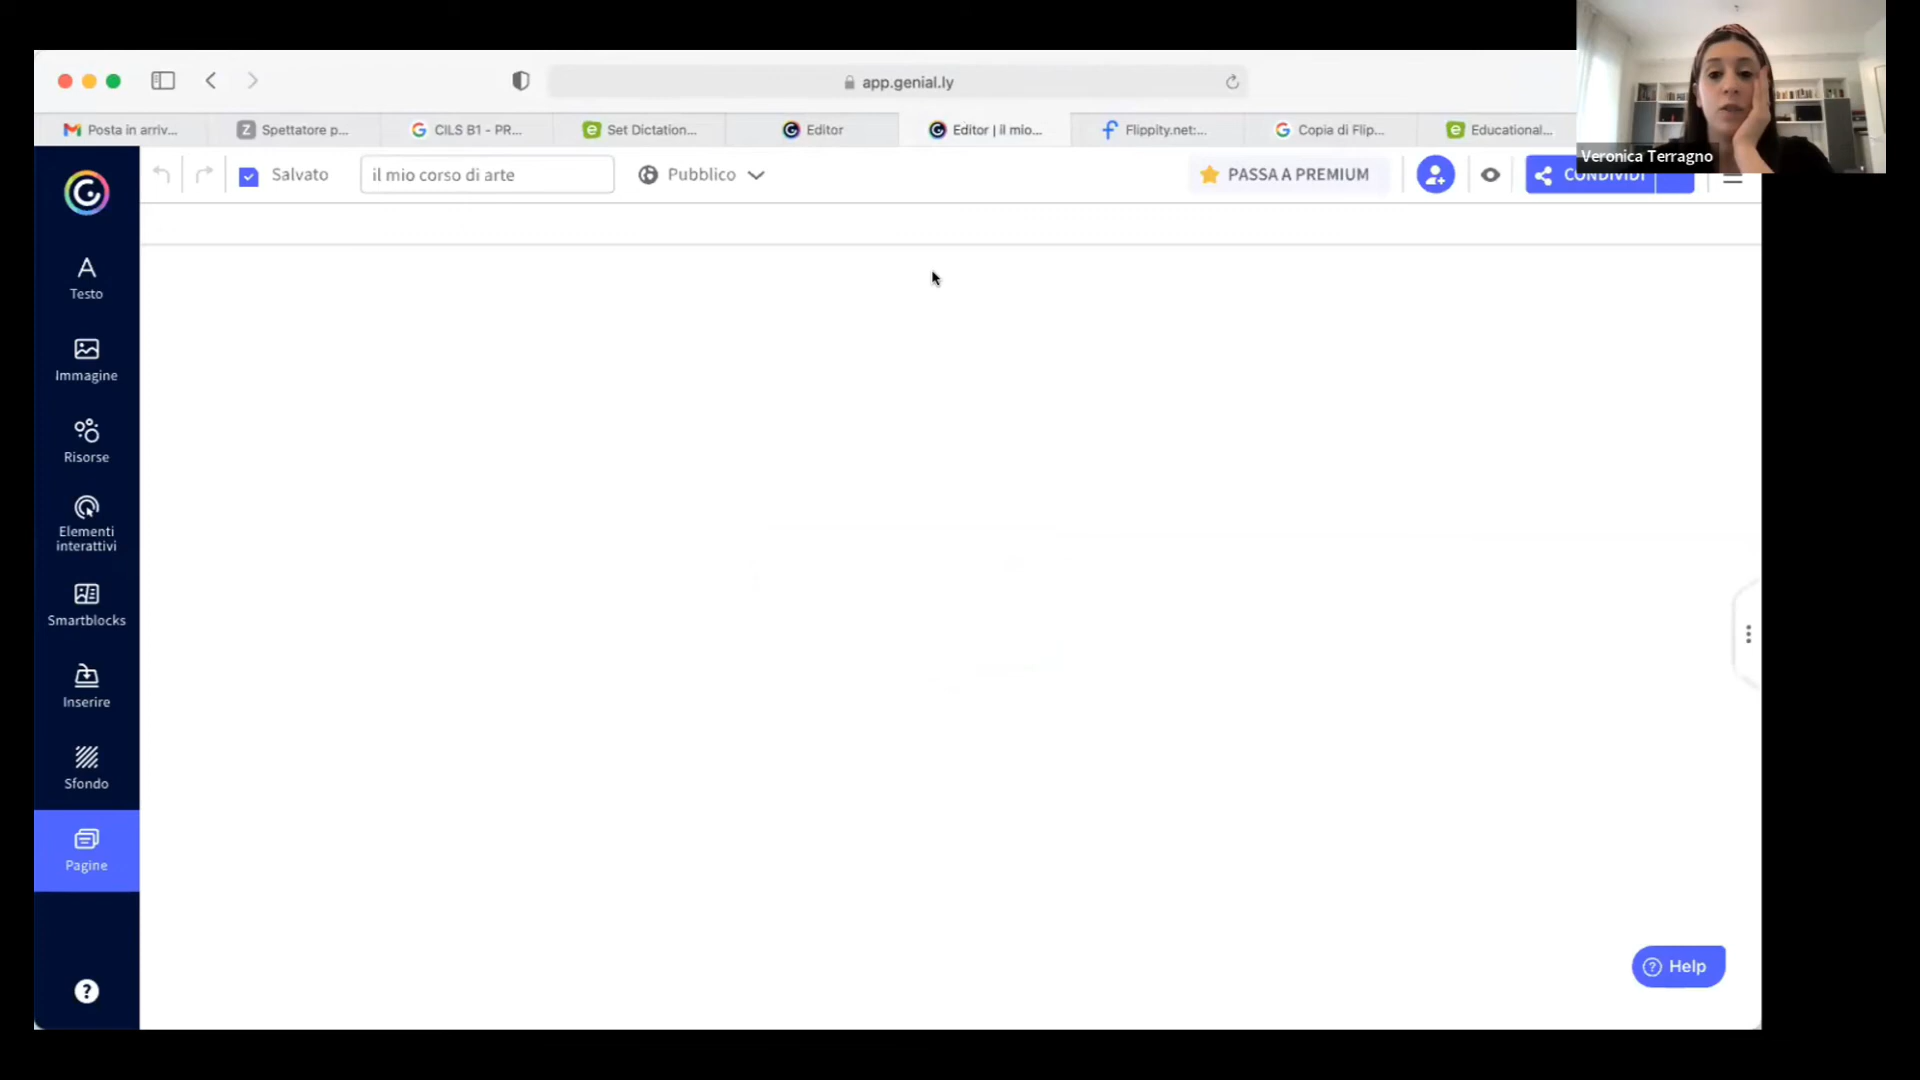 app.genial.ly
Posta in arriv...
Spettatore p...
CILS B1 - PR...
Set Dictation...
Editor
Editor | il mio...
Flippity.net:...
Copia di Flip...
Educational...
Veronica Terragno
Salvato
il mio corso di arte
Pubblico
PASSA A PREMIUM
CONDIVIDI
Testo
Immagine
Risorse
Elementi
interattivi
Smartblocks
Inserire
Sfondo
Pagine
Help